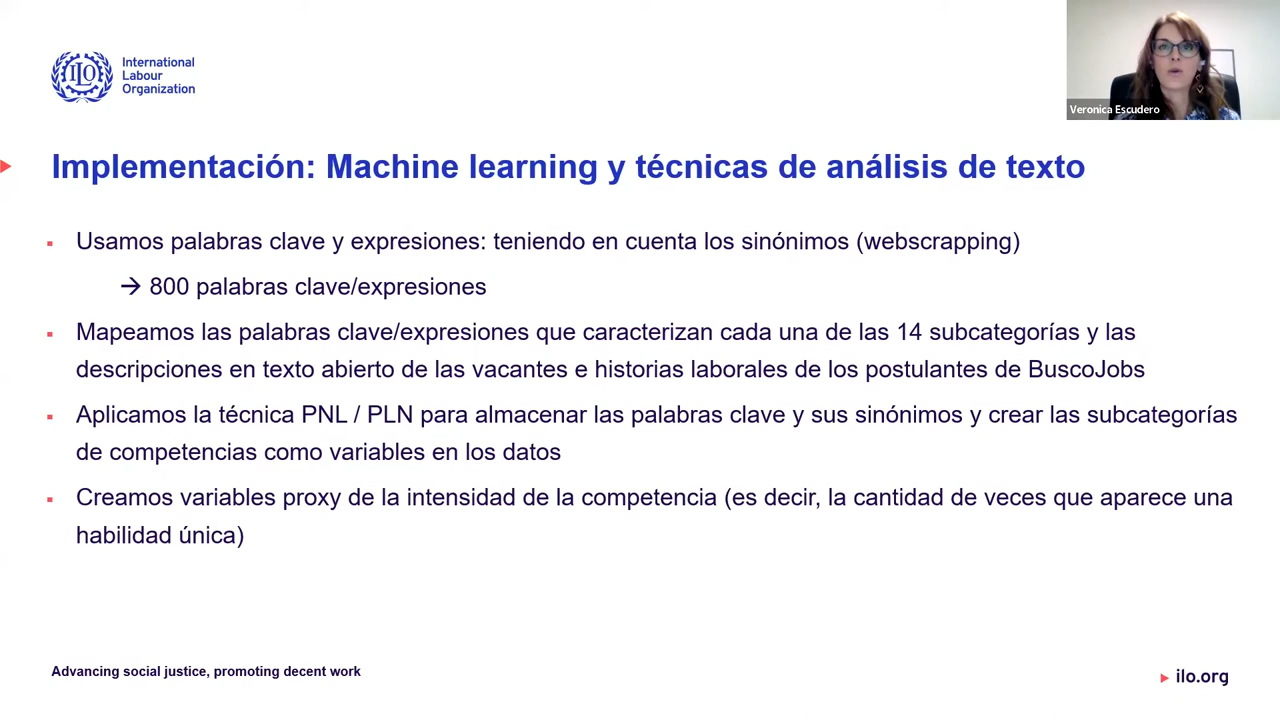 ILO
International
Labour
Organization
Veronica Escudero
Implementación: Machine learning y técnicas de análisis de texto
▪ Usamos palabras clave y expresiones: teniendo en cuenta los sinónimos (webscrapping)
→ 800 palabras clave/expresiones
▪ Mapeamos las palabras clave/expresiones que caracterizan cada una de las 14 subcategorías y las
descripciones en texto abierto de las vacantes e historias laborales de los postulantes de BuscoJobs
▪ Aplicamos la técnica PNL / PLN para almacenar las palabras clave y sus sinónimos y crear las subcategorías
de competencias como variables en los datos
▪ Creamos variables proxy de la intensidad de la competencia (es decir, la cantidad de veces que aparece una
habilidad única)
Advancing social justice, promoting decent work
ilo.org